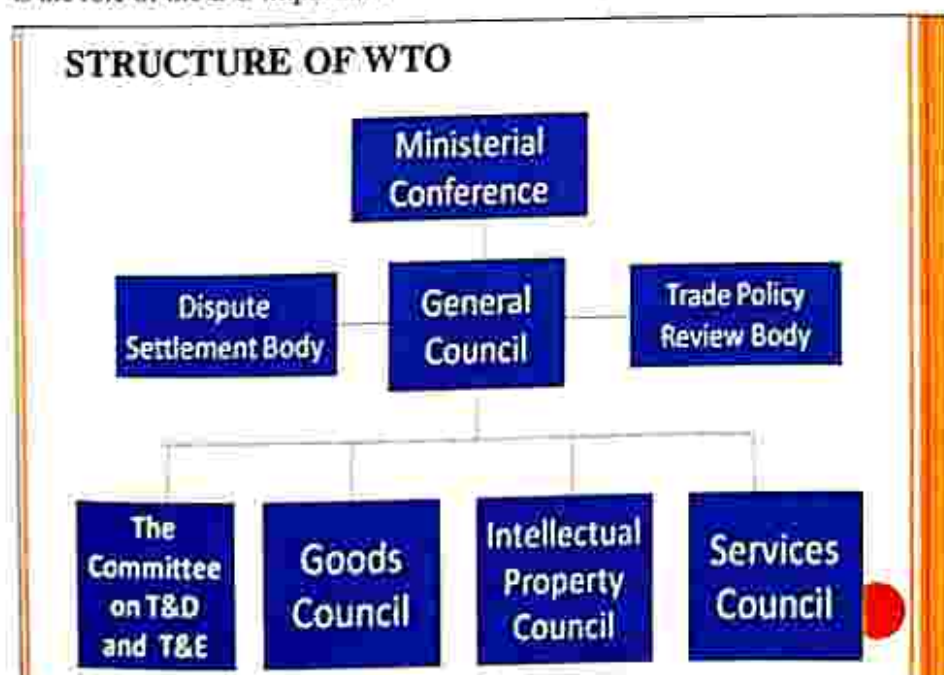 STRUCTURE OF WTO
Ministerial
Conference
Dispute
Settlement Body
General
Council
Trade Policy
Review Body
The
Committee
on T&D
and T&E
Goods
Council
Intellectual
Property
Council
Services
Council